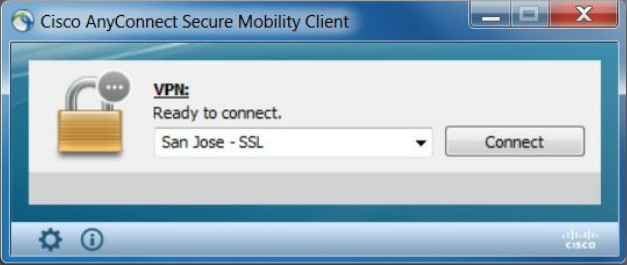 Cisco AnyConnect Secure Mobility Client
VPN:
Ready to connect.
San Jose - SSL
Connect
CISCO